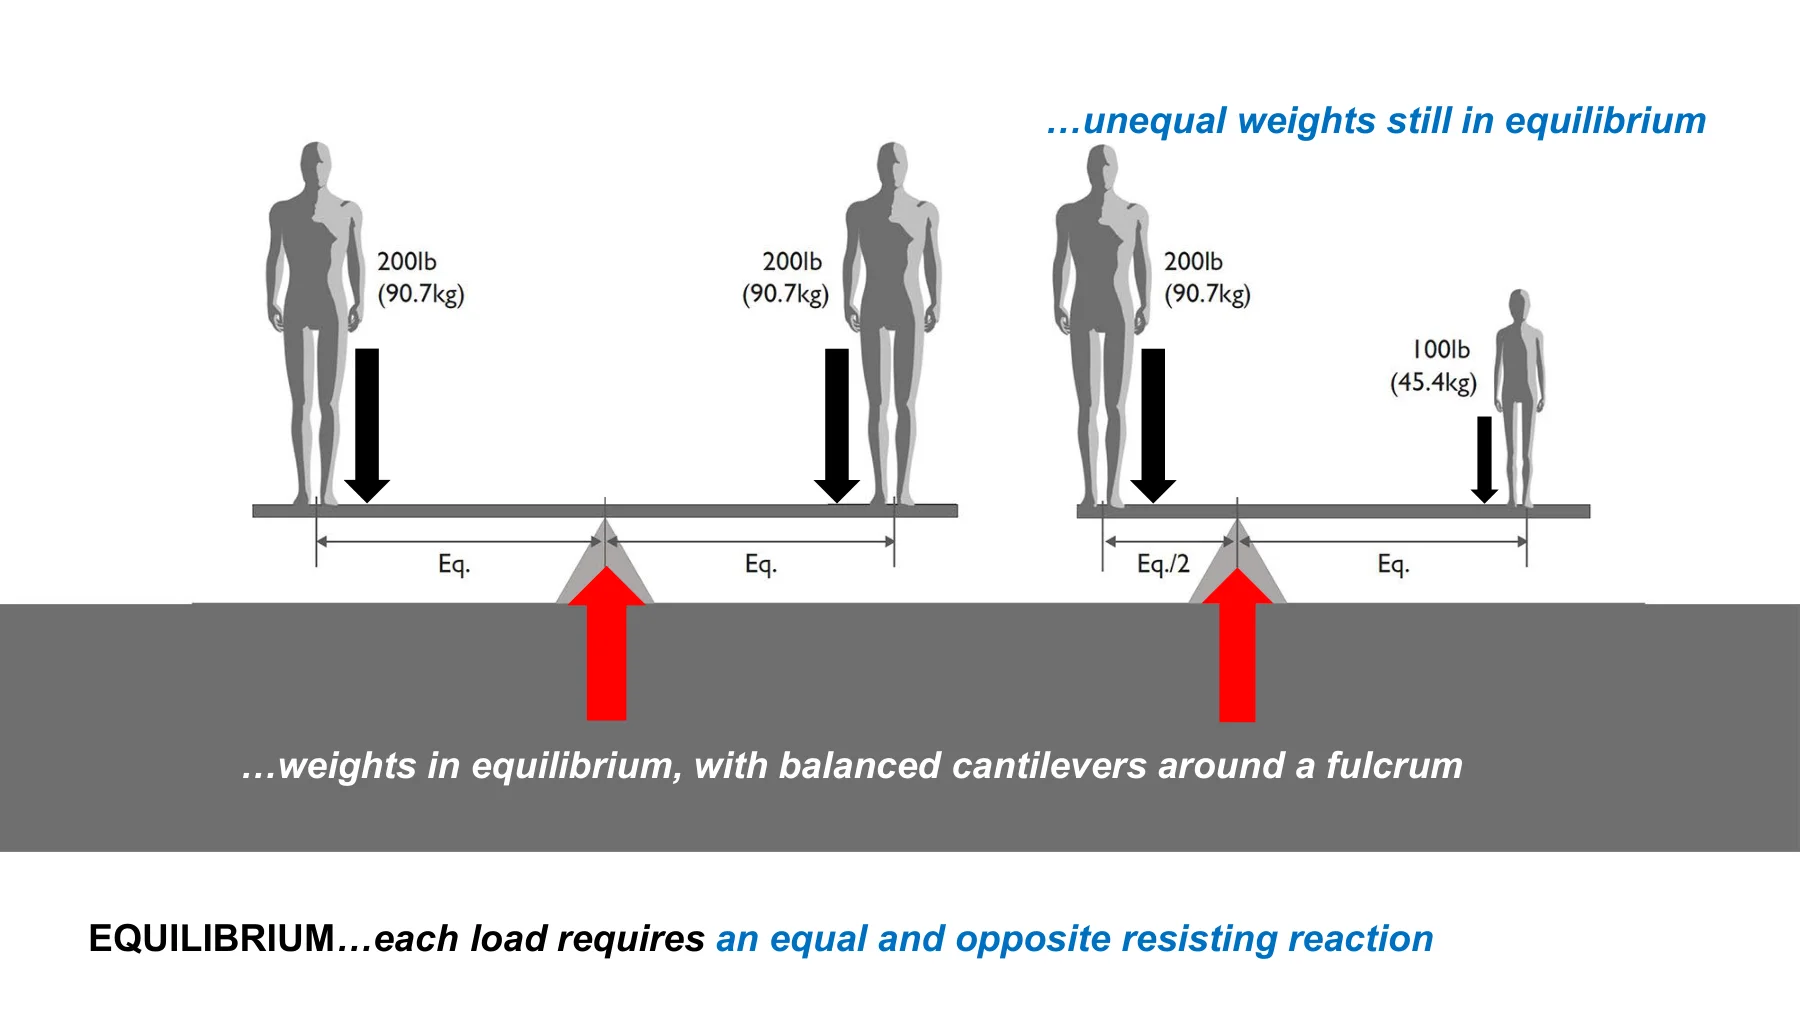 …unequal weights still in equilibrium
200lb
(90.7kg)
200lb
(90.7kg)
200lb
(90.7kg)
100lb
(45.4kg)
Eq.
Eq.
Eq./2
Eq.
…weights in equilibrium, with balanced cantilevers around a fulcrum
EQUILIBRIUM…each load requires an equal and opposite resisting reaction